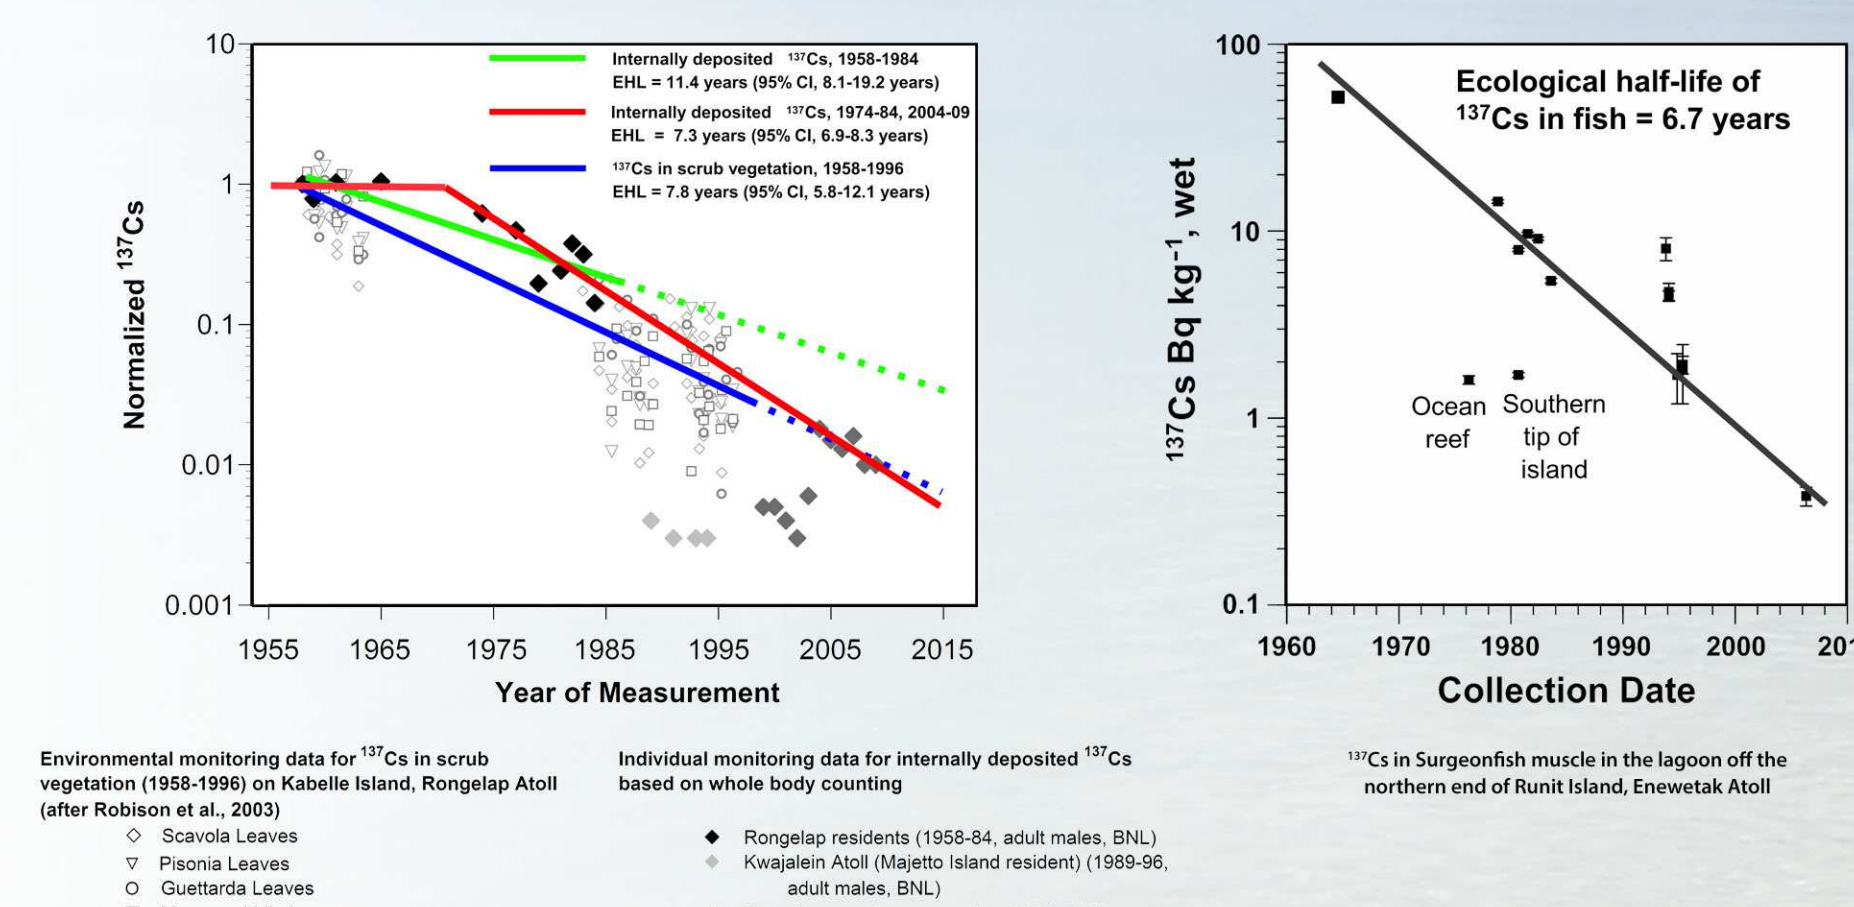 10
1
0.1
0.01
0.001
Normalized ¹³⁷Cs
Internally deposited ¹³⁷Cs, 1958-1984
EHL = 11.4 years (95% CI, 8.1-19.2 years)
Internally deposited ¹³⁷Cs, 1974-84, 2004-09
EHL = 7.3 years (95% CI, 6.9-8.3 years)
¹³⁷Cs in scrub vegetation, 1958-1996
EHL = 7.8 years (95% CI, 5.8-12.1 years)
1955 1965 1975 1985 1995 2005 2015
Year of Measurement
100
10
1
0.1
¹³⁷Cs Bq kg⁻¹, wet
Ecological half-life of
¹³⁷Cs in fish = 6.7 years
Ocean
reef
Southern
tip of
island
1960 1970 1980 1990 2000
Collection Date
Environmental monitoring data for ¹³⁷Cs in scrub
vegetation (1958-1996) on Kabelle Island, Rongelap Atoll
(after Robison et al., 2003)
Scavola Leaves
Pisonia Leaves
Guettarda Leaves
Individual monitoring data for internally deposited ¹³⁷Cs
based on whole body counting
Rongelap residents (1958-84, adult males, BNL)
Kwajalein Atoll (Majetto Island resident) (1989-96,
adult males, BNL)
¹³⁷Cs in Surgeonfish muscle in the lagoon off the
northern end of Runit Island, Enewetak Atoll